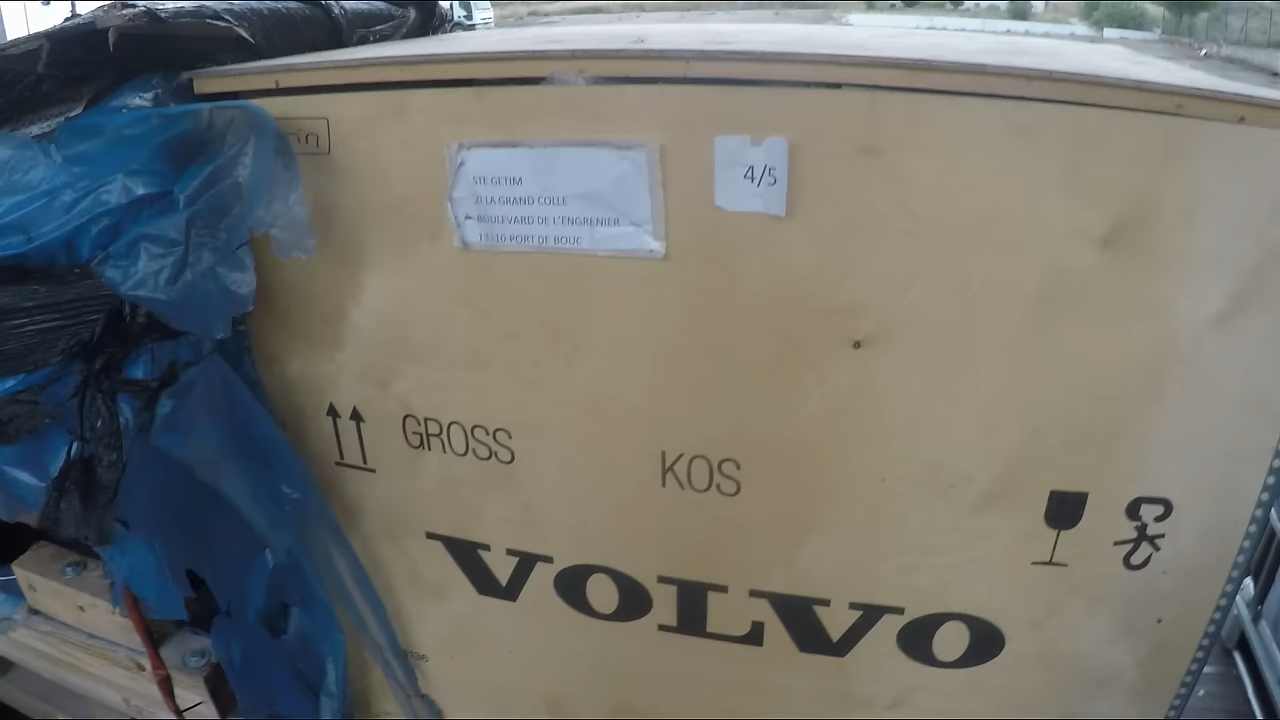 STE GETIM
ZI LA GRAND COLLE
BOULEVARD DE L'ENGRENIER
PORT DE BOUC
4/5
GROSS
KOS
VOLVO